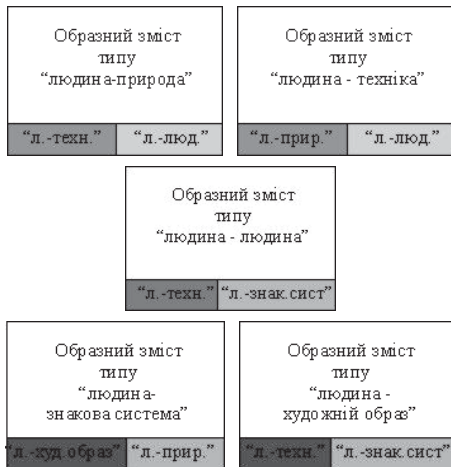 Образний зміст
типу
“людина-природа”
“л.-техн.” “л.-люд.”
Образний зміст
типу
“людина - техніка”
“л.-прир.” “л.-люд.”
Образний зміст
типу
“людина - людина”
“л.-техн.” “л.-знак.сист”
Образний зміст
типу
“людина-
знакова система”
“л.-худ.образ” “л.-прир.”
Образний зміст
типу
“людина -
художній образ”
“л.-техн.” “л.-знак.сист”